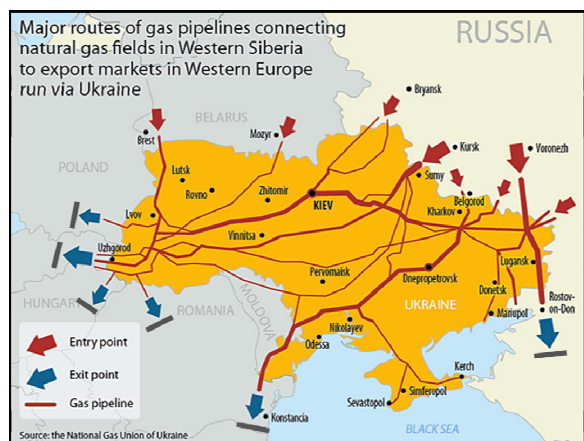 Major routes of gas pipelines connecting
natural gas fields in Western Siberia
to export markets in Western Europe
run via Ukraine
RUSSIA
Bryansk
BELARUS
Brest
Mozyr
Kursk
Voronezh
POLAND
Lutsk
Rovno
Zhitomir
KIEV
Sumy
Belgorod
Kharkov
Lvov
Vinnitsa
Uzhgorod
Lugansk
Pervomaisk
Dnepropetrovsk
Donetsk
HUNGARY
ROMANIA
MOLDOVA
UKRAINE
Rostov-
on-Don
Mariupol
Nikolayev
Odessa
Entry point
Exit point
Gas pipeline
Kerch
Simferopol
Sevastopol
Konstancia
BLACK SEA
Source: the National Gas Union of Ukraine